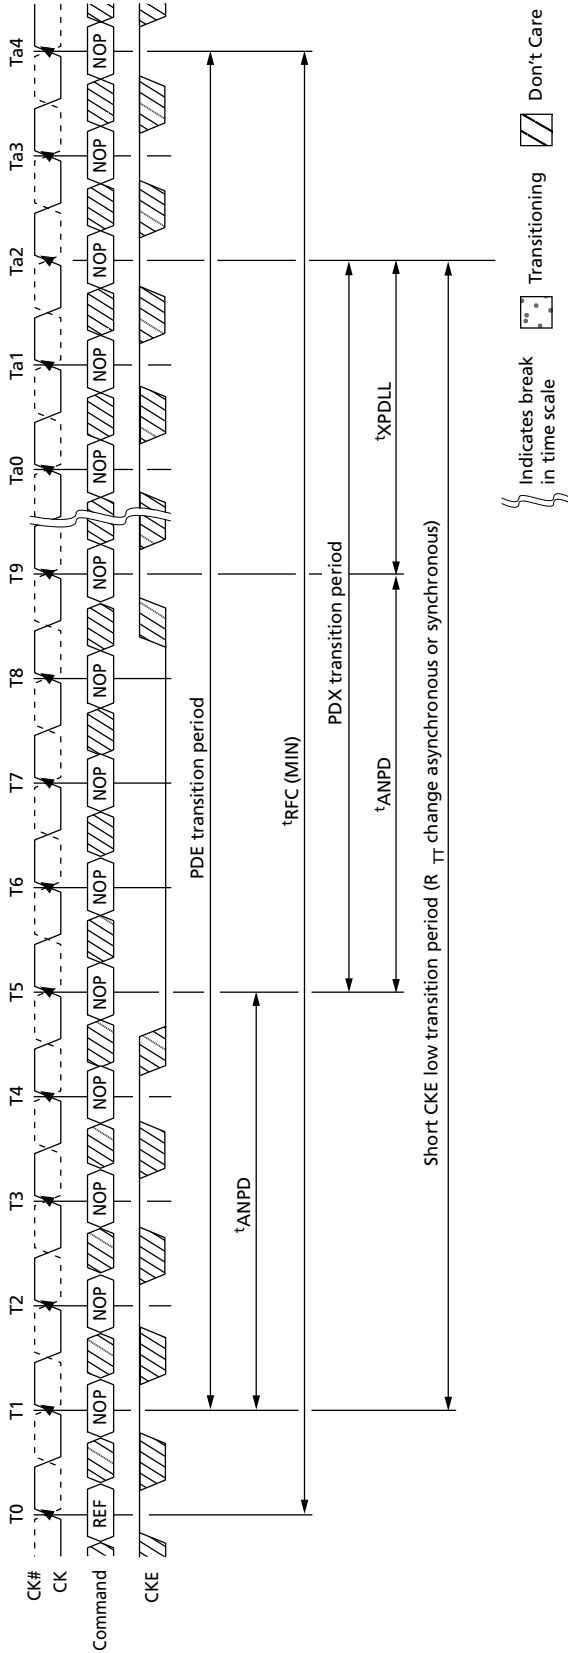 T0 T1 T2 T3 T4 T5 T6 T7 T8 T9 Ta0 Ta1 Ta2 Ta3 Ta4
CK#
CK
Command REF NOP NOP NOP NOP NOP NOP NOP NOP NOP NOP NOP NOP NOP NOP
CKE
PDE transition period
tANPD
tRFC (MIN)
PDX transition period
tANPD tXPDLL
Short CKE low transition period (R TT change asynchronous or synchronous)
Indicates break
in time scale
Transitioning
Don't Care